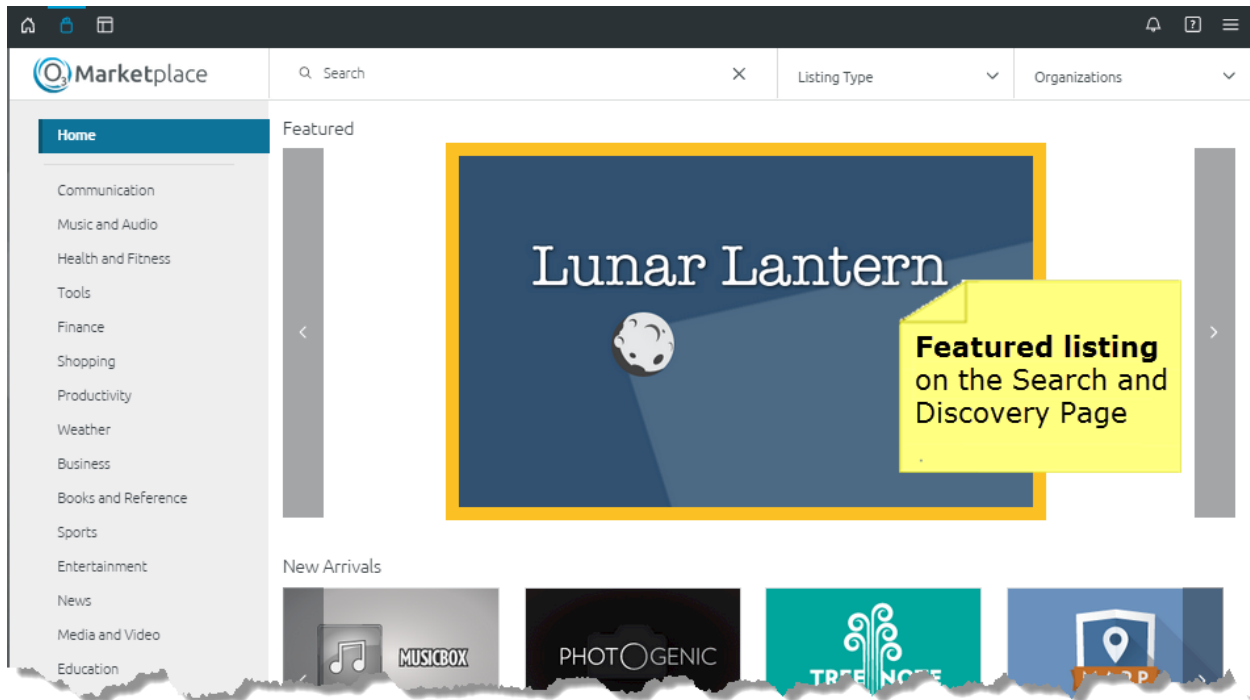 O3 Marketplace
Search
Listing Type
Organizations
Home
Communication
Music and Audio
Health and Fitness
Tools
Finance
Shopping
Productivity
Weather
Business
Books and Reference
Sports
Entertainment
News
Media and Video
Education
Featured
Lunar Lantern
Featured listing
on the Search and
Discovery Page
.
New Arrivals
MUSICBOX
PHOTOGENIC
TREE NOTE